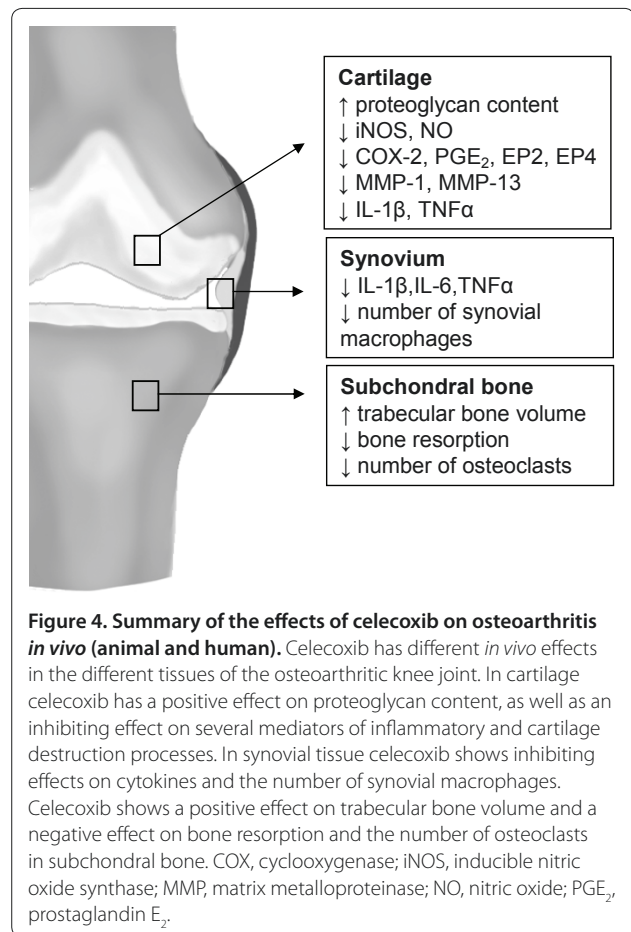 Cartilage
↑ proteoglycan content
↓ iNOS, NO
↓ COX-2, PGE₂, EP2, EP4
↓ MMP-1, MMP-13
↓ IL-1β, TNFα
Synovium
↓ IL-1β,IL-6,TNFα
↓ number of synovial
macrophages
Subchondral bone
↑ trabecular bone volume
↓ bone resorption
↓ number of osteoclasts
Figure 4. Summary of the effects of celecoxib on osteoarthritis
in vivo (animal and human). Celecoxib has different in vivo effects
in the different tissues of the osteoarthritic knee joint. In cartilage
celecoxib has a positive effect on proteoglycan content, as well as an
inhibiting effect on several mediators of inflammatory and cartilage
destruction processes. In synovial tissue celecoxib shows inhibiting
effects on cytokines and the number of synovial macrophages.
Celecoxib shows a positive effect on trabecular bone volume and a
negative effect on bone resorption and the number of osteoclasts
in subchondral bone. COX, cyclooxygenase; iNOS, inducible nitric
oxide synthase; MMP, matrix metalloproteinase; NO, nitric oxide; PGE₂,
prostaglandin E₂.